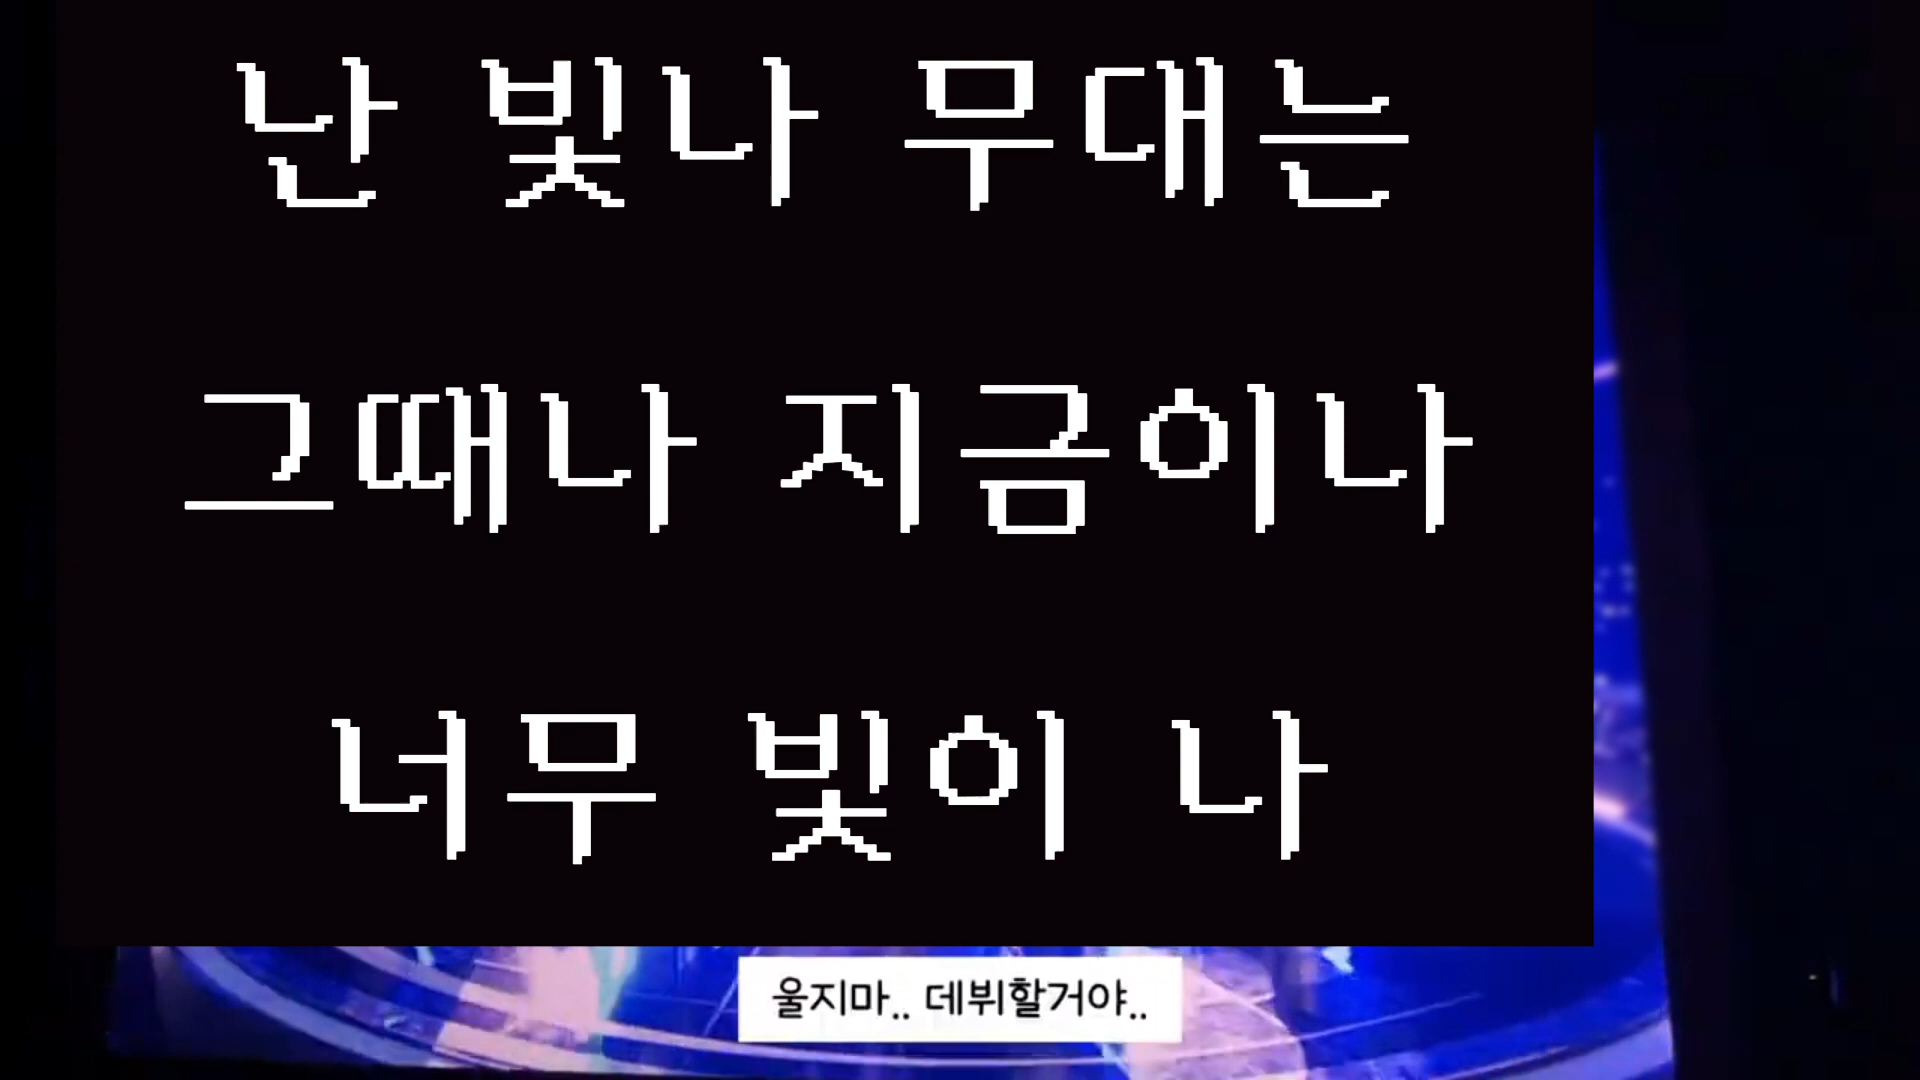 난 빛나 무대는
그때나 지금이나
너무 빛이 나
울지마.. 데뷔할거야..